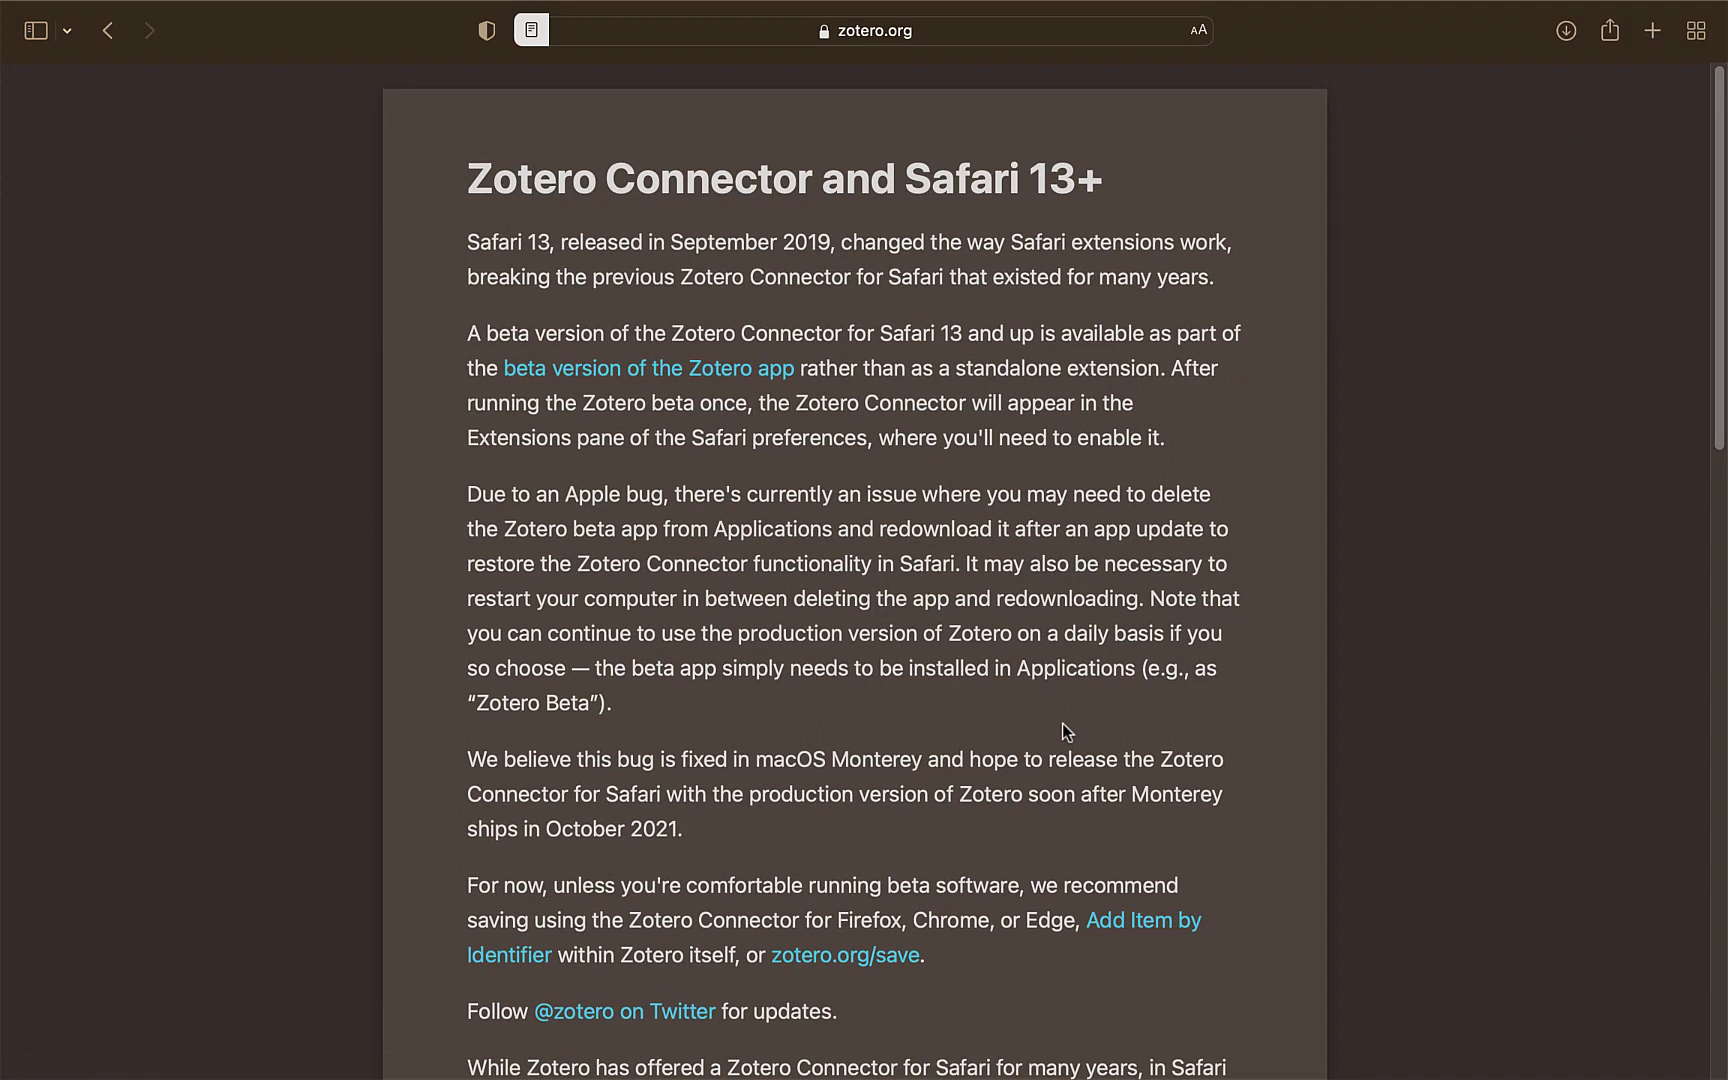 zotero.org
AA
Zotero Connector and Safari 13+
Safari 13, released in September 2019, changed the way Safari extensions work,
breaking the previous Zotero Connector for Safari that existed for many years.
A beta version of the Zotero Connector for Safari 13 and up is available as part of
the beta version of the Zotero app rather than as a standalone extension. After
running the Zotero beta once, the Zotero Connector will appear in the
Extensions pane of the Safari preferences, where you'll need to enable it.
Due to an Apple bug, there's currently an issue where you may need to delete
the Zotero beta app from Applications and redownload it after an app update to
restore the Zotero Connector functionality in Safari. It may also be necessary to
restart your computer in between deleting the app and redownloading. Note that
you can continue to use the production version of Zotero on a daily basis if you
so choose — the beta app simply needs to be installed in Applications (e.g., as
“Zotero Beta”).
We believe this bug is fixed in macOS Monterey and hope to release the Zotero
Connector for Safari with the production version of Zotero soon after Monterey
ships in October 2021.
For now, unless you're comfortable running beta software, we recommend
saving using the Zotero Connector for Firefox, Chrome, or Edge, Add Item by
Identifier within Zotero itself, or zotero.org/save.
Follow @zotero on Twitter for updates.
While Zotero has offered a Zotero Connector for Safari for many years, in Safari